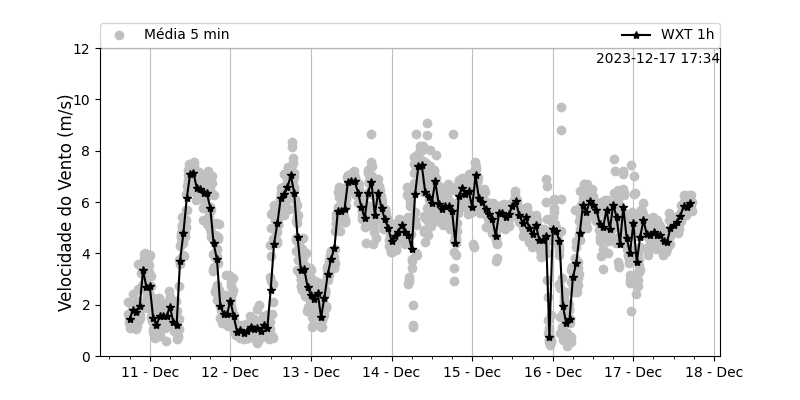 Média 5 min
WXT 1h
2023-12-17 17:34
Velocidade do Vento (m/s)
12
10
8
6
4
2
0
11 - Dec
12 - Dec
13 - Dec
14 - Dec
15 - Dec
16 - Dec
17 - Dec
18 - Dec